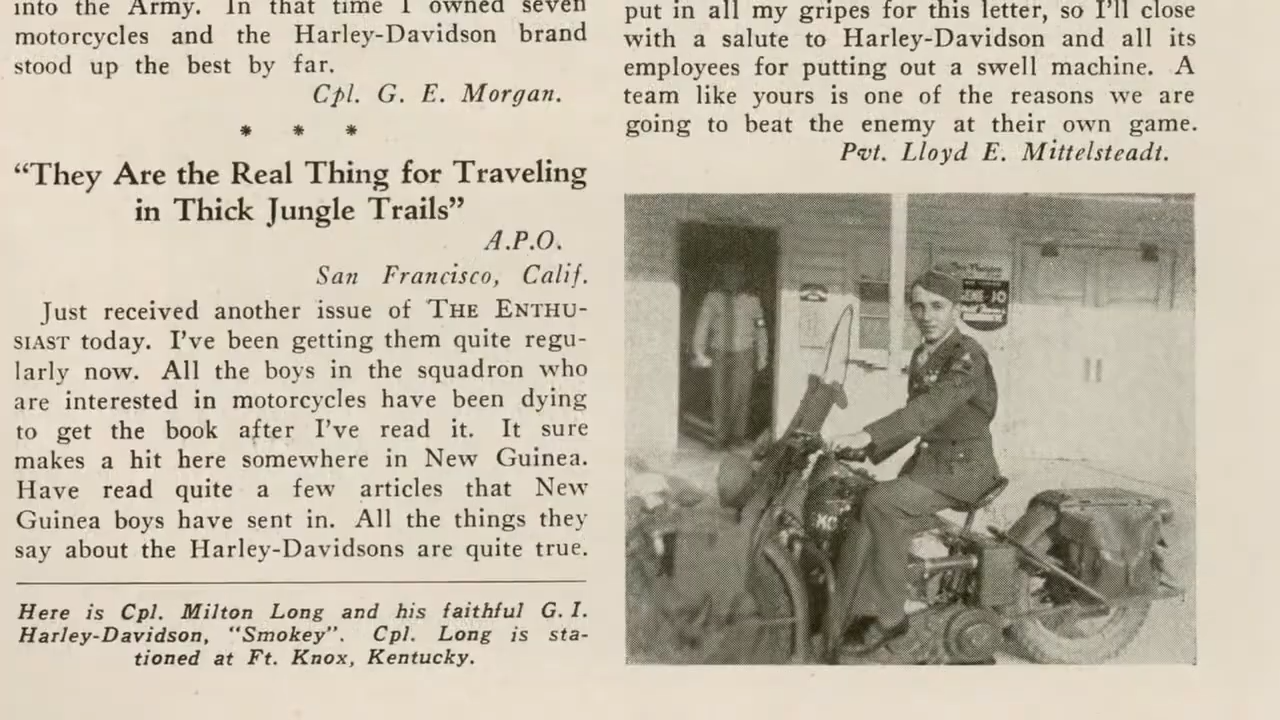 into the Army. In that time I owned seven
motorcycles and the Harley-Davidson brand
stood up the best by far.
Cpl. G. E. Morgan.
* * *
“They Are the Real Thing for Traveling
in Thick Jungle Trails”
A.P.O.
San Francisco, Calif.
Just received another issue of THE ENTHU-
SIAST today. I’ve been getting them quite regu-
larly now. All the boys in the squadron who
are interested in motorcycles have been dying
to get the book after I’ve read it. It sure
makes a hit here somewhere in New Guinea.
Have read quite a few articles that New
Guinea boys have sent in. All the things they
say about the Harley-Davidsons are quite true.
Here is Cpl. Milton Long and his faithful G. I.
Harley-Davidson, “Smokey”. Cpl. Long is sta-
tioned at Ft. Knox, Kentucky.
put in all my gripes for this letter, so I’ll close
with a salute to Harley-Davidson and all its
employees for putting out a swell machine. A
team like yours is one of the reasons we are
going to beat the enemy at their own game.
Pvt. Lloyd E. Mittelsteadt.